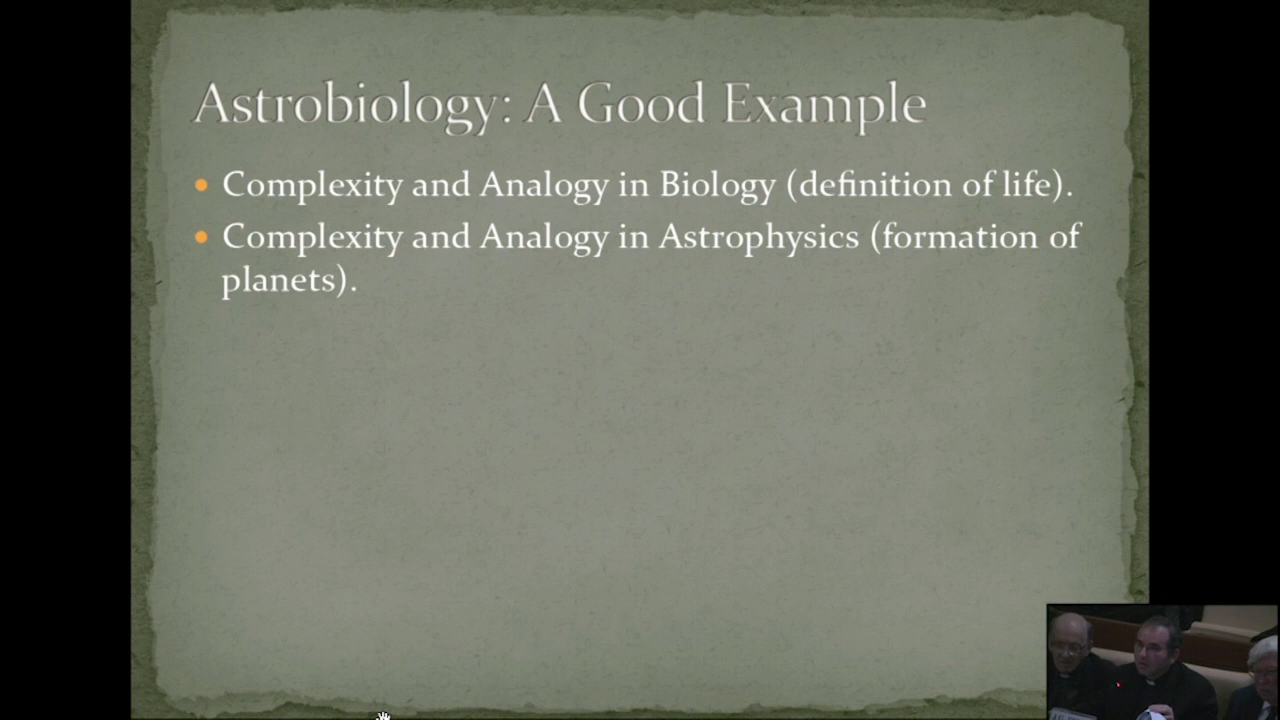 Astrobiology: A Good Example
• Complexity and Analogy in Biology (definition of life).
• Complexity and Analogy in Astrophysics (formation of
planets).